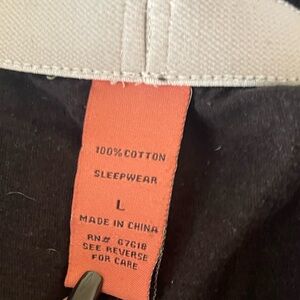 100% COTTON
SLEEPWEAR
L
MADE IN CHINA
RN# 67618
SEE REVERSE
FOR CARE